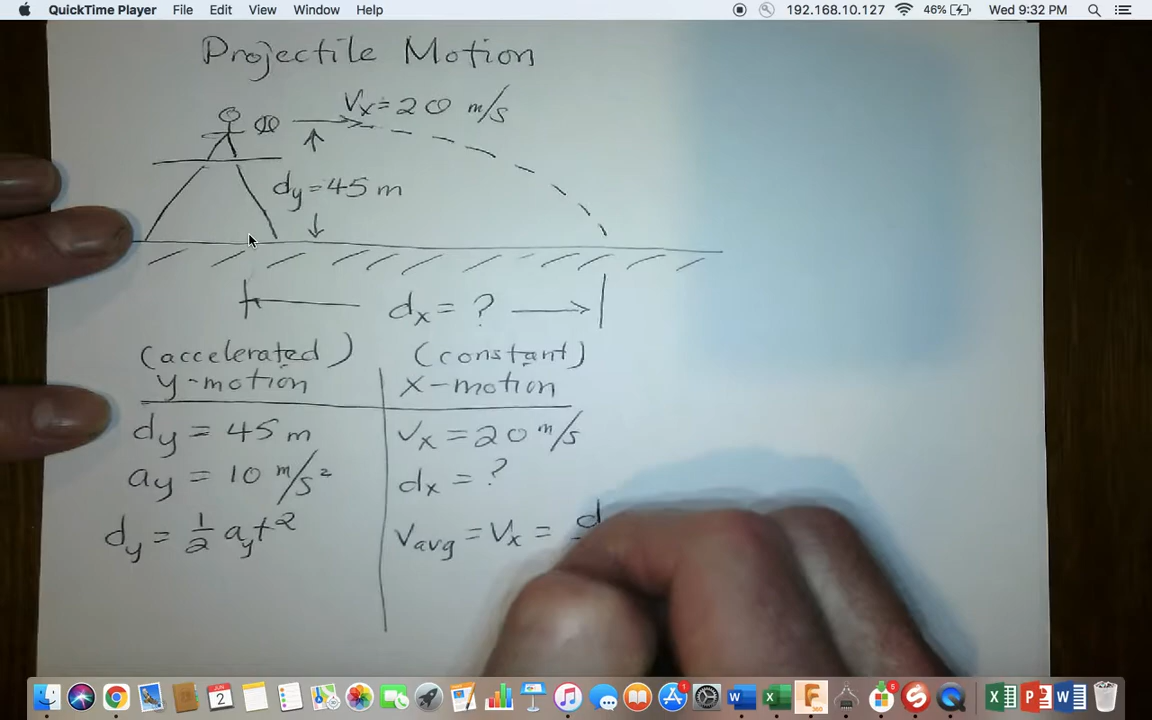 QuickTime Player File Edit View Window Help 192.168.10.127 46% Wed 9:32 PM
Projectile Motion
Vx = 20 m/s
dy = 45 m
dx = ?
(accelerated) (constant)
y-motion x-motion
dy = 45 m Vx = 20 m/s
ay = 10 m/s² dx = ?
dy = 1/2 ayt² Vavg = Vx = d